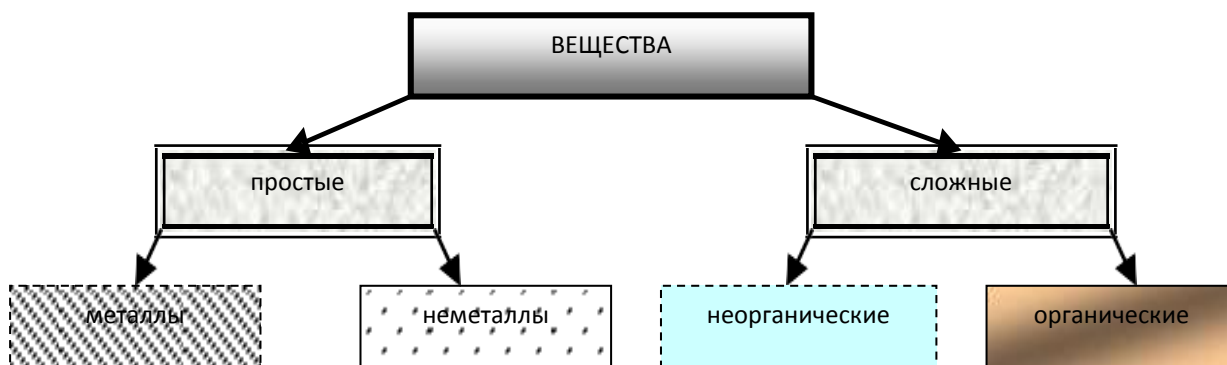 ВЕЩЕСТВА
простые
сложные
металлы
неметаллы
неорганические
органические